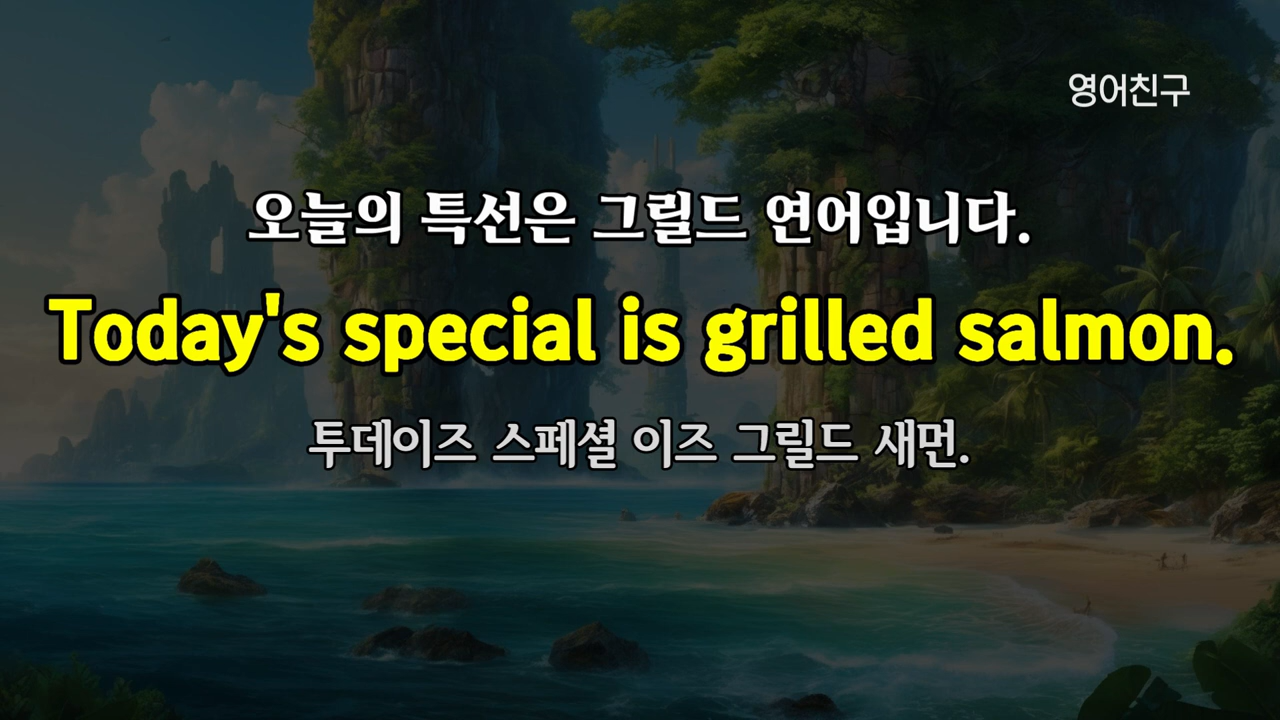 영어친구
오늘의 특선은 그릴드 연어입니다.
Today's special is grilled salmon.
투데이즈 스페셜 이즈 그릴드 새먼.